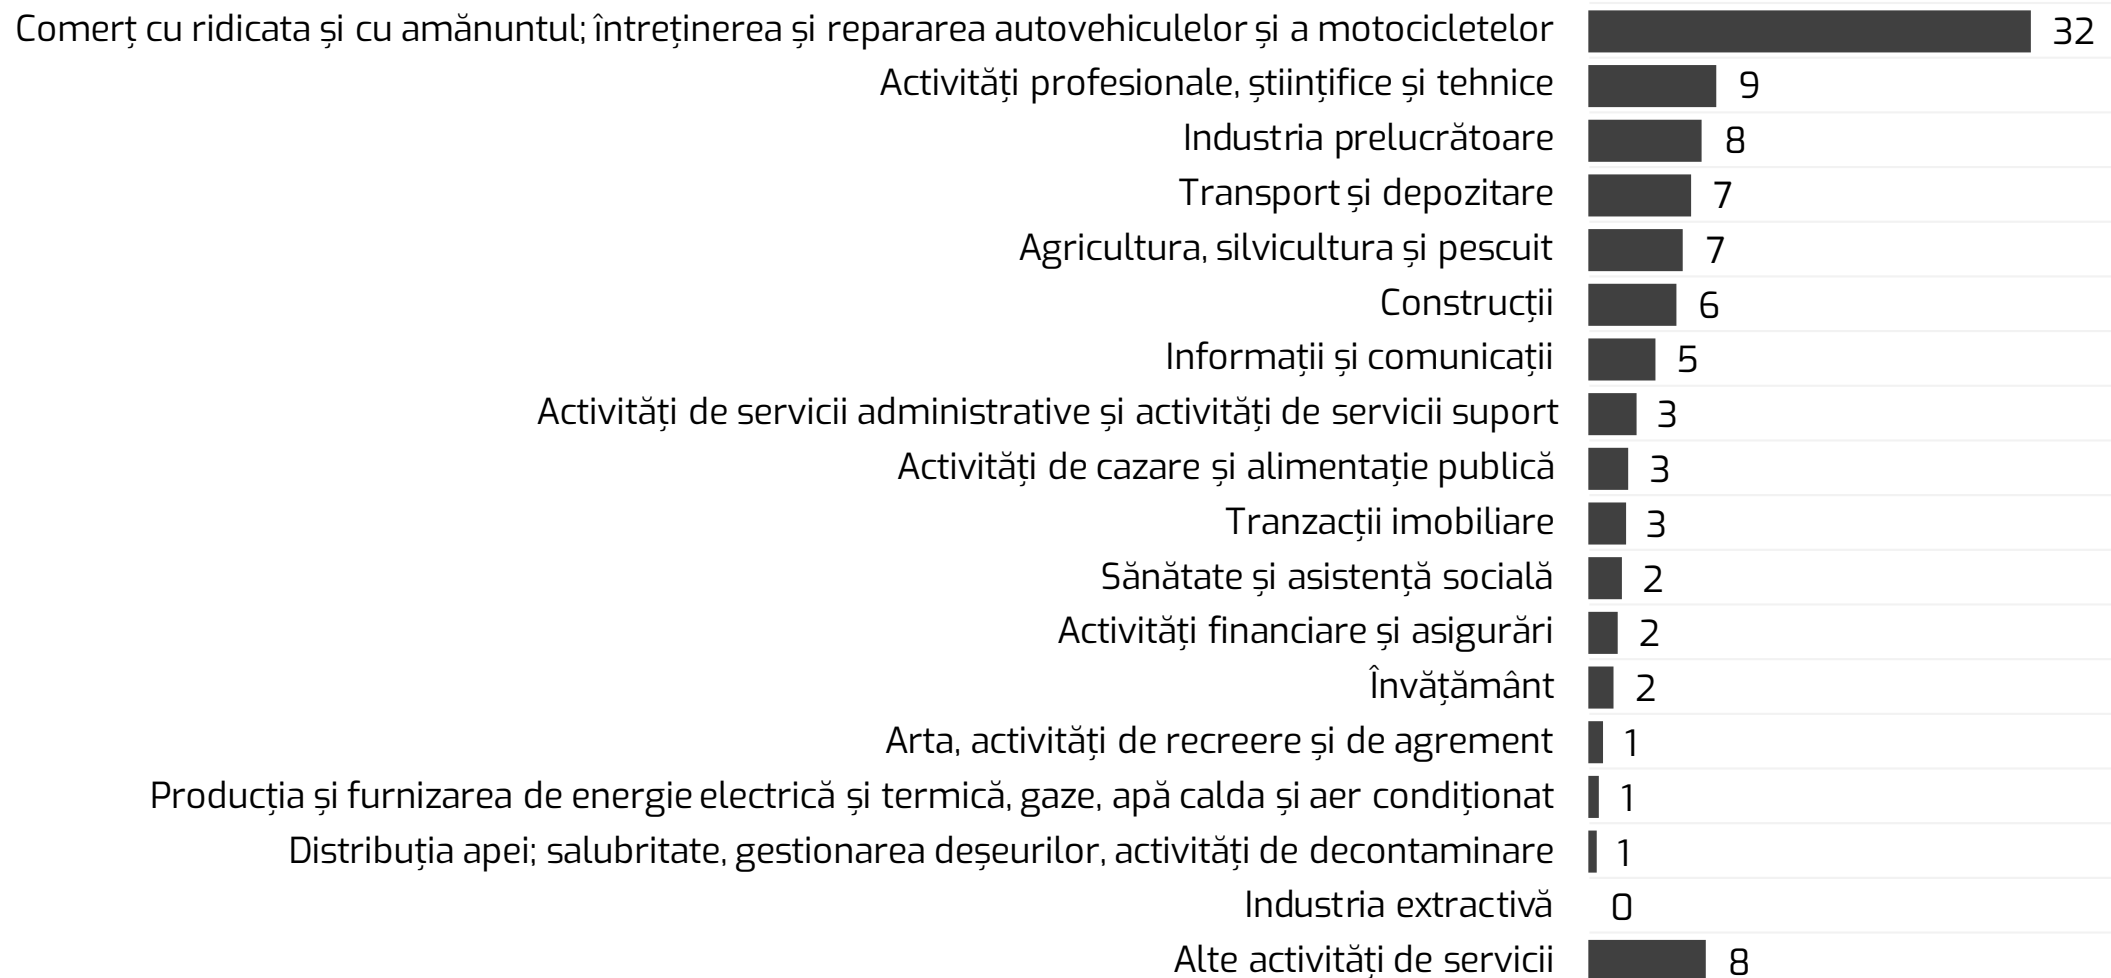 Comerț cu ridicata și cu amănuntul; întreținerea și repararea autovehiculelor și a motocicletelor 32
Activități profesionale, științifice și tehnice 9
Industria prelucrătoare 8
Transport și depozitare 7
Agricultura, silvicultura și pescuit 7
Construcții 6
Informații și comunicații 5
Activități de servicii administrative și activități de servicii suport 3
Activități de cazare și alimentație publică 3
Tranzacții imobiliare 3
Sănătate și asistență socială 2
Activități financiare și asigurări 2
Învățământ 2
Arta, activități de recreere și de agrement 1
Producția și furnizarea de energie electrică și termică, gaze, apă calda și aer condiționat 1
Distribuția apei; salubritate, gestionarea deșeurilor, activități de decontaminare 1
Industria extractivă 0
Alte activități de servicii 8